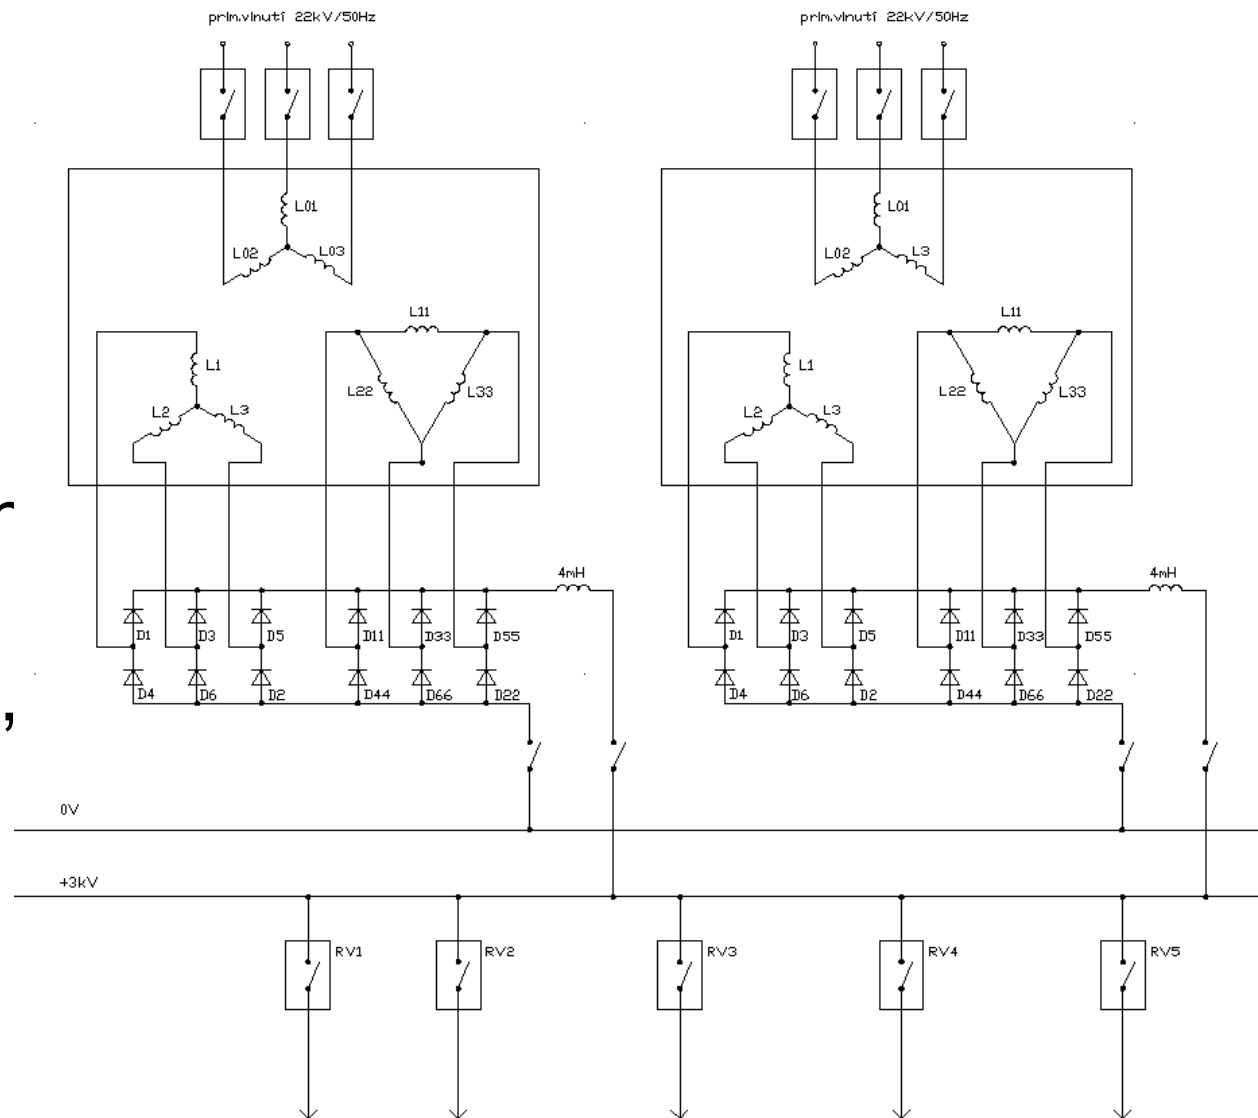 prim.vinutí 22kV/50Hz prim.vinutí 22kV/50Hz
L01 L01
L02 L03 L02 L3
L11 L11
L1 L1
L22 L33 L22 L33
L2 L3 L2 L3
4mH 4mH
D1 D3 D5 D11 D33 D55 D1 D3 D5 D11 D33 D55
D4 D6 D2 D44 D66 D22 D4 D6 D2 D44 D66 D22
,
0V
+3kV
RV1 RV2 RV3 RV4 RV5